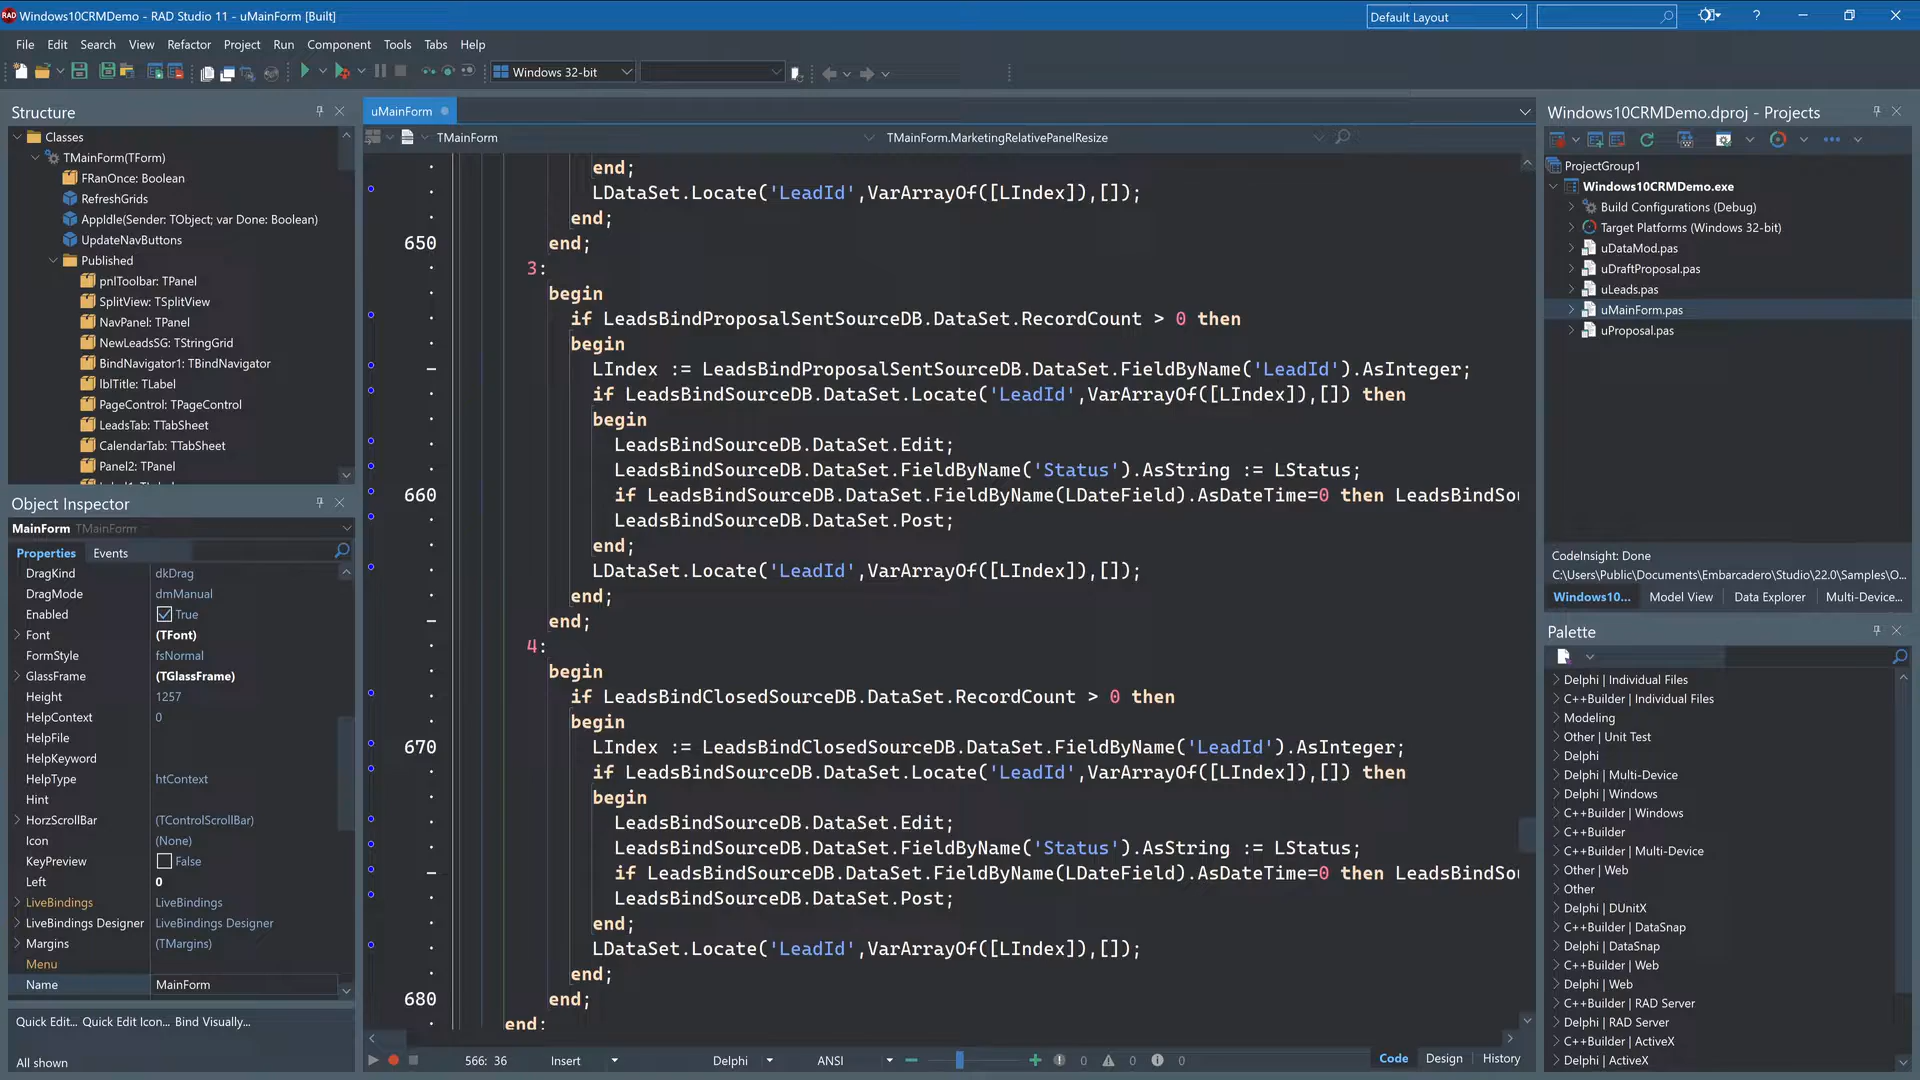 Windows10CRMDemo - RAD Studio 11 - uMainForm [Built]
Default Layout
?
File Edit Search View Refactor Project Run Component Tools Tabs Help
Windows 32-bit
Structure
Classes
TMainForm(TForm)
FRanOnce: Boolean
RefreshGrids
AppIdle(Sender: TObject; var Done: Boolean)
UpdateNavButtons
Published
pnlToolbar: TPanel
SplitView: TSplitView
NavPanel: TPanel
NewLeadsSG: TStringGrid
BindNavigator1: TBindNavigator
lblTitle: TLabel
PageControl: TPageControl
LeadsTab: TTabSheet
CalendarTab: TTabSheet
Panel2: TPanel
Object Inspector
MainForm TMainForm
Properties Events
DragKind dkDrag
DragMode dmManual
Enabled True
Font (TFont)
FormStyle fsNormal
GlassFrame (TGlassFrame)
Height 1257
HelpContext 0
HelpFile
HelpKeyword
HelpType htContext
Hint
HorzScrollBar (TControlScrollBar)
Icon (None)
KeyPreview False
Left 0
LiveBindings LiveBindings
LiveBindings Designer LiveBindings Designer
Margins (TMargins)
Menu
Name MainForm
Quick Edit... Quick Edit Icon... Bind Visually...
All shown
uMainForm
TMainForm TMainForm.MarketingRelativePanelResize
end;
LDataSet.Locate('LeadId',VarArrayOf([LIndex]),[]);
end;
650 end;
3:
begin
if LeadsBindProposalSentSourceDB.DataSet.RecordCount > 0 then
begin
LIndex := LeadsBindProposalSentSourceDB.DataSet.FieldByName('LeadId').AsInteger;
if LeadsBindSourceDB.DataSet.Locate('LeadId',VarArrayOf([LIndex]),[]) then
begin
LeadsBindSourceDB.DataSet.Edit;
LeadsBindSourceDB.DataSet.FieldByName('Status').AsString := LStatus;
660 if LeadsBindSourceDB.DataSet.FieldByName(LDateField).AsDateTime=0 then LeadsBindSou
LeadsBindSourceDB.DataSet.Post;
end;
LDataSet.Locate('LeadId',VarArrayOf([LIndex]),[]);
end;
end;
4:
begin
if LeadsBindClosedSourceDB.DataSet.RecordCount > 0 then
begin
670 LIndex := LeadsBindClosedSourceDB.DataSet.FieldByName('LeadId').AsInteger;
if LeadsBindSourceDB.DataSet.Locate('LeadId',VarArrayOf([LIndex]),[]) then
begin
LeadsBindSourceDB.DataSet.Edit;
LeadsBindSourceDB.DataSet.FieldByName('Status').AsString := LStatus;
if LeadsBindSourceDB.DataSet.FieldByName(LDateField).AsDateTime=0 then LeadsBindSou
LeadsBindSourceDB.DataSet.Post;
end;
LDataSet.Locate('LeadId',VarArrayOf([LIndex]),[]);
end;
680 end;
end;
566: 36 Insert Delphi ANSI 0 0 0 Code Design History
Windows10CRMDemo.dproj - Projects
ProjectGroup1
Windows10CRMDemo.exe
Build Configurations (Debug)
Target Platforms (Windows 32-bit)
uDataMod.pas
uDraftProposal.pas
uLeads.pas
uMainForm.pas
uProposal.pas
CodeInsight: Done
C:\Users\Public\Documents\Embarcadero\Studio\22.0\Samples\O...
Windows10... Model View Data Explorer Multi-Device...
Palette
Delphi | Individual Files
C++Builder | Individual Files
Modeling
Other | Unit Test
Delphi
Delphi | Multi-Device
Delphi | Windows
C++Builder | Windows
C++Builder
C++Builder | Multi-Device
Other | Web
Other
Delphi | DUnitX
C++Builder | DataSnap
Delphi | DataSnap
C++Builder | Web
Delphi | Web
C++Builder | RAD Server
Delphi | RAD Server
C++Builder | ActiveX
Delphi | ActiveX